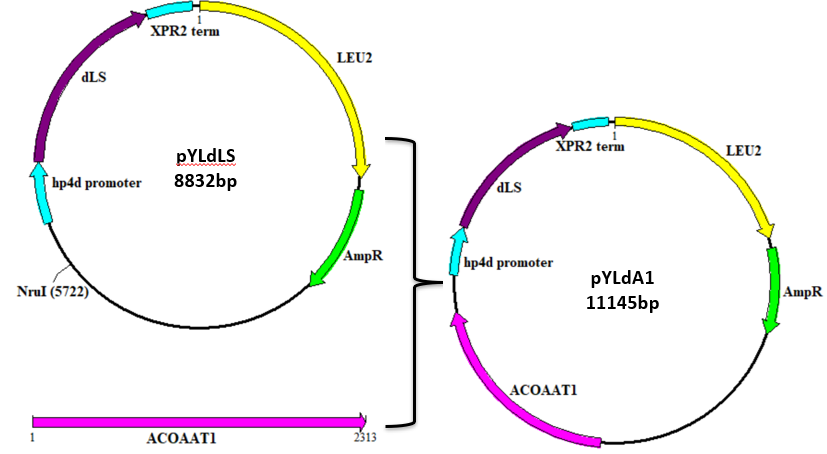 1
XPR2 term
LEU2
dLS
pYLdLS
8832bp
hp4d promoter
AmpR
NruI (5722)
1
ACOAAT1
2313
1
XPR2 term
LEU2
dLS
hp4d promoter
pYLdA1
11145bp
AmpR
ACOAAT1